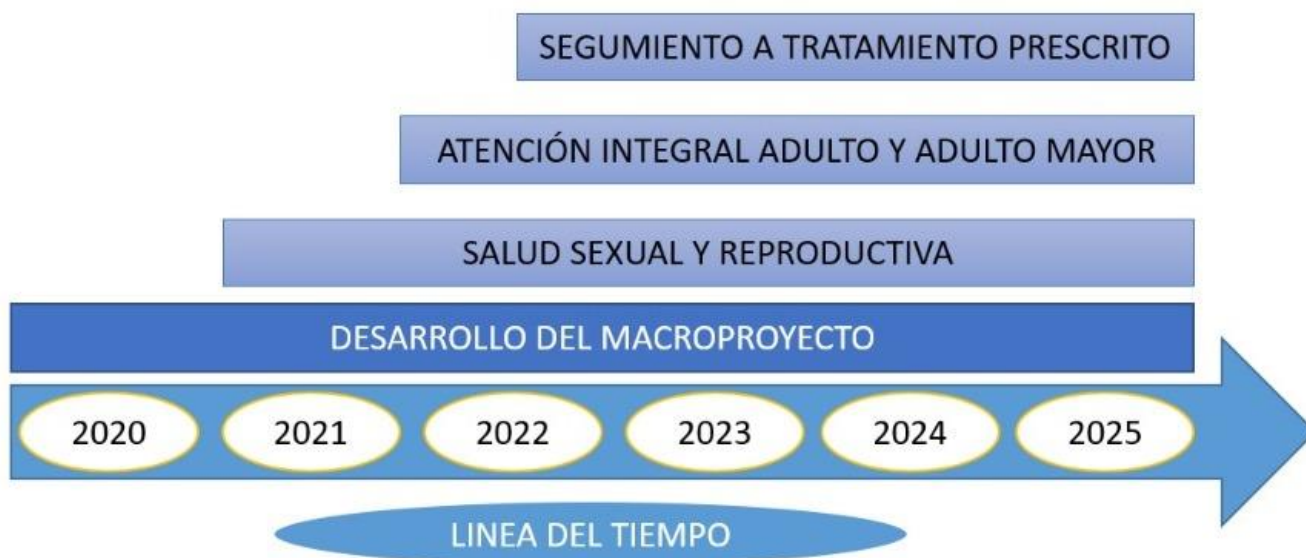 SEGUMIENTO A TRATAMIENTO PRESCRITO
ATENCIÓN INTEGRAL ADULTO Y ADULTO MAYOR
SALUD SEXUAL Y REPRODUCTIVA
DESARROLLO DEL MACROPROYECTO
2020 2021 2022 2023 2024 2025
LINEA DEL TIEMPO